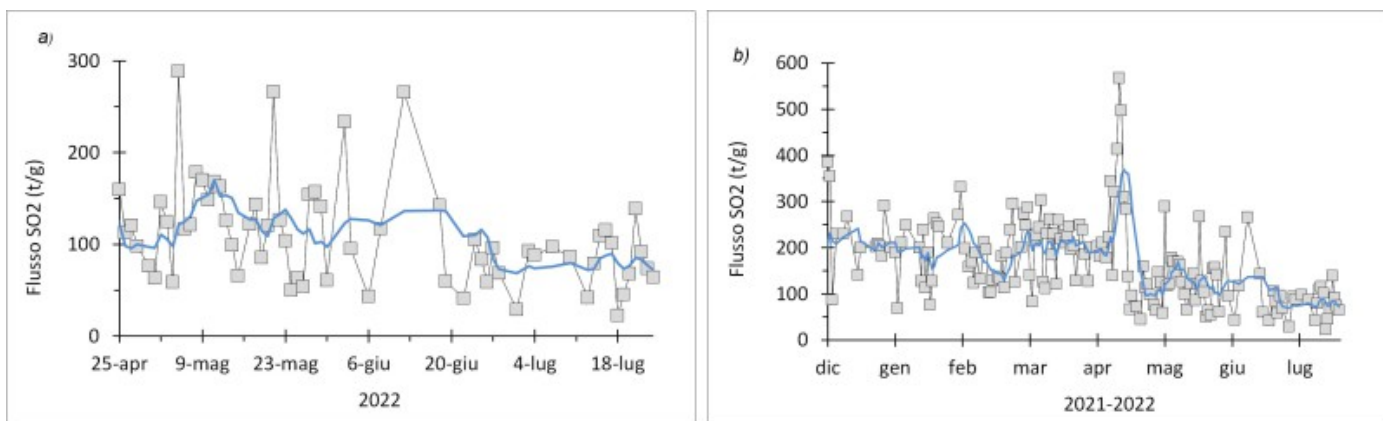 a)
300
200
100
0
Flusso SO2 (t/g)
25-apr 9-mag 23-mag 6-giu 20-giu 4-lug 18-lug
2022
b)
600
500
400
300
200
100
0
Flusso SO2 (t/g)
dic gen feb mar apr mag giu lug
2021-2022